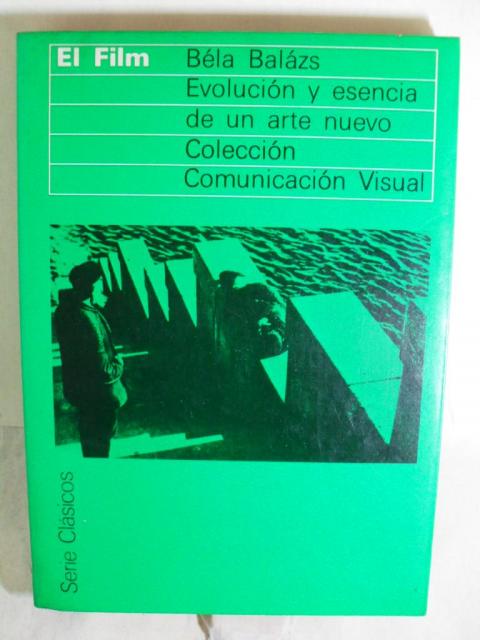 El Film Béla Balázs
Evolución y esencia
de un arte nuevo
Colección
Comunicación Visual
Serie Clásicos